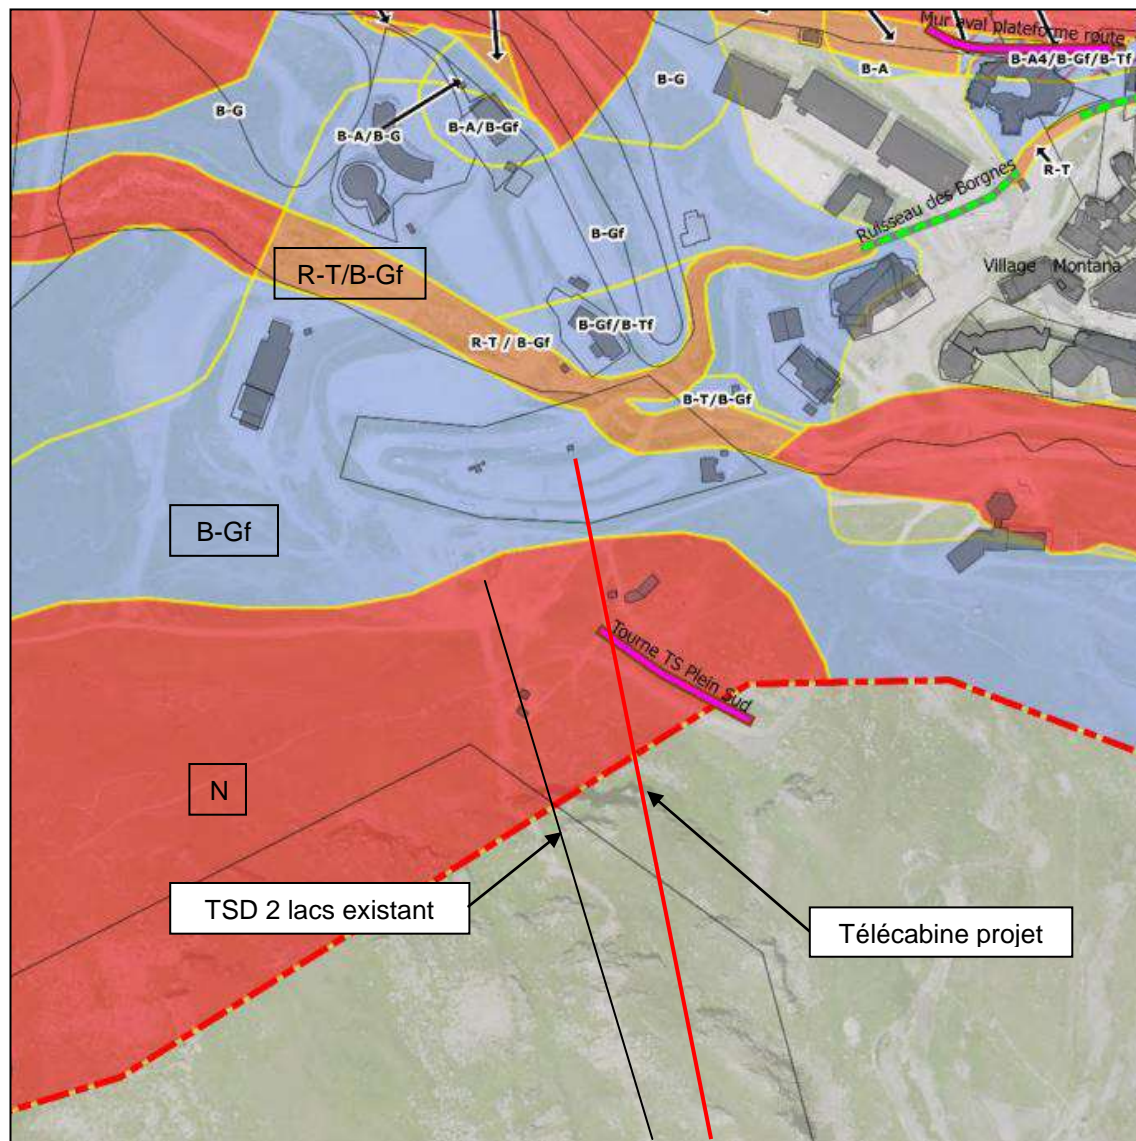 Mur aval plateforme route
B-A4/B-Gf/B-Tf
B-A
B-G
B-G
B-A/B-G
B-A/B-Gf
R-T
Ruisseau des Borgnes
B-Gf
Village Montana
R-T/B-Gf
B-Gf/B-Tf
R-T / B-Gf
B-T/B-Gf
B-Gf
Tourne TS Plein Sud
N
TSD 2 lacs existant
Télécabine projet